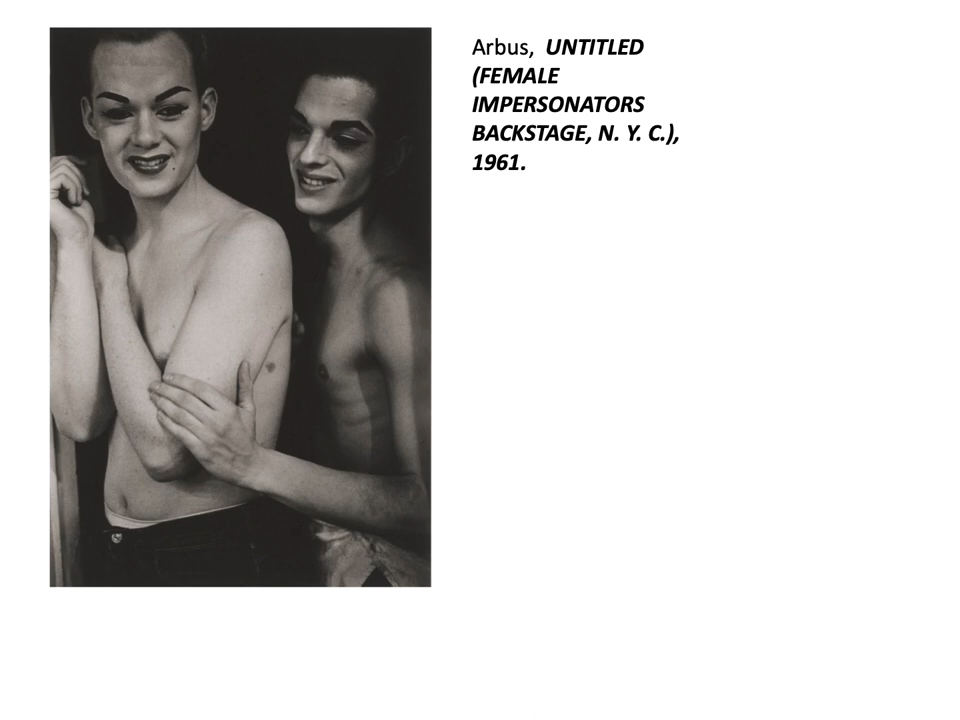 Arbus, UNTITLED
(FEMALE
IMPERSONATORS
BACKSTAGE, N. Y. C.),
1961.